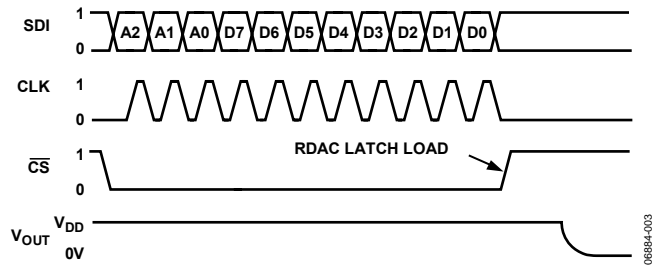 SDI 1 0 A2 A1 A0 D7 D6 D5 D4 D3 D2 D1 D0
CLK 1 0
CS 1 0 RDAC LATCH LOAD
VOUT VDD 0V
06884-003